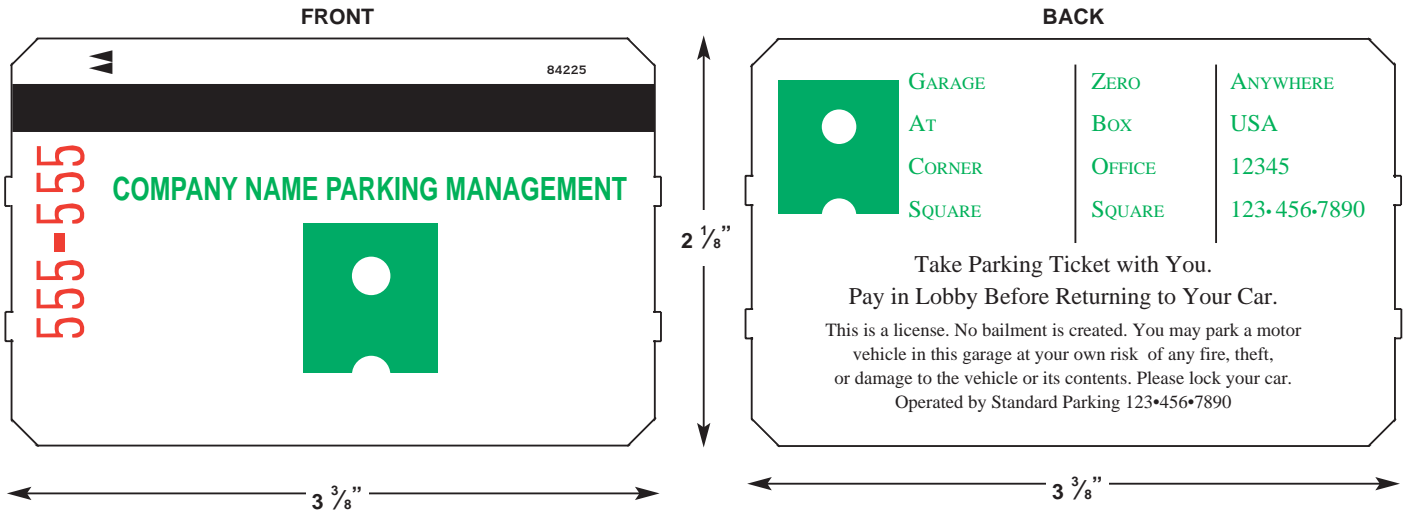 FRONT
84225
555-555
COMPANY NAME PARKING MANAGEMENT
3 ⅜”
2 ⅛”
BACK
GARAGE
AT
CORNER
SQUARE
ZERO
BOX
OFFICE
SQUARE
ANYWHERE
USA
12345
123•456•7890
Take Parking Ticket with You.
Pay in Lobby Before Returning to Your Car.
This is a license. No bailment is created. You may park a motor
vehicle in this garage at your own risk of any fire, theft,
or damage to the vehicle or its contents. Please lock your car.
Operated by Standard Parking 123•456•7890
3 ⅜”